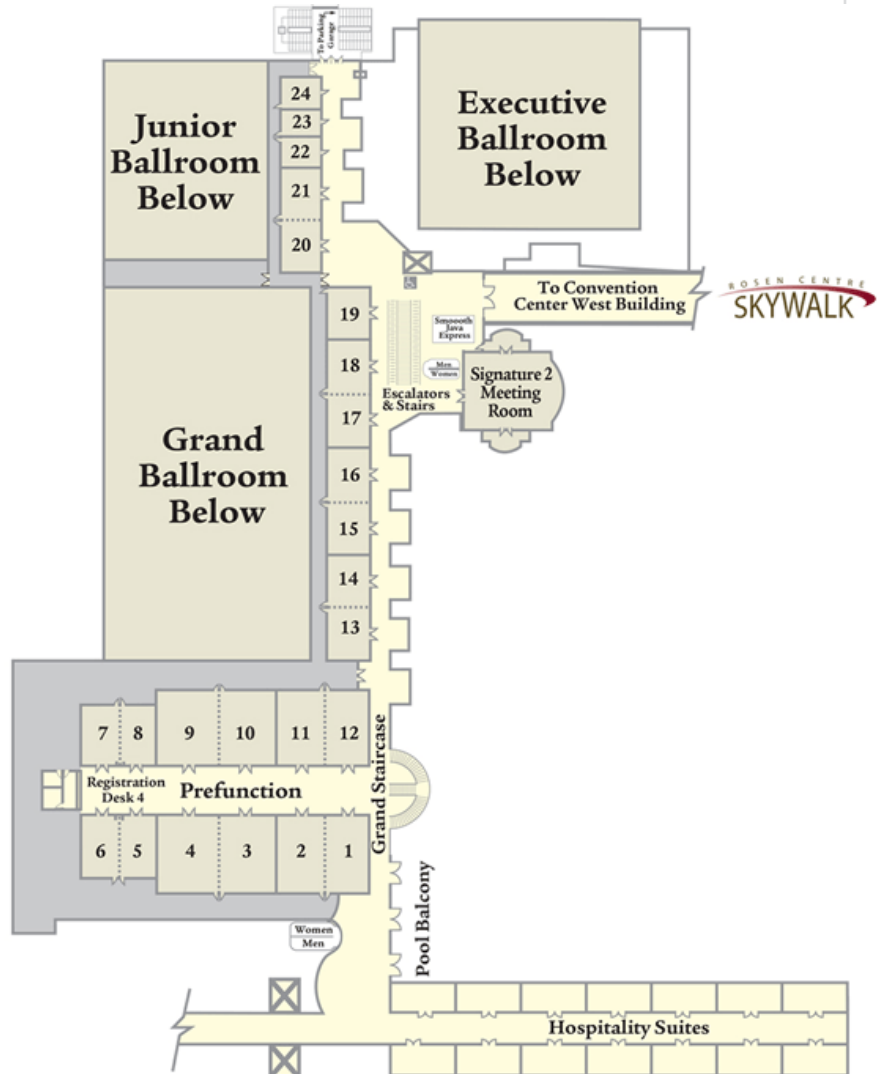 To Parking
Garage
Junior
Ballroom
Below
24
23
22
21
20
Executive
Ballroom
Below
To Convention
Center West Building
ROSEN CENTRE
SKYWALK
19
18
17
16
15
14
13
Smoooth
Java
Express
Men
Women
Escalators
& Stairs
Signature 2
Meeting
Room
Grand
Ballroom
Below
7
8
9
10
11
12
Registration
Desk 4
Prefunction
Grand Staircase
6
5
4
3
2
1
Women
Men
Pool Balcony
Hospitality Suites